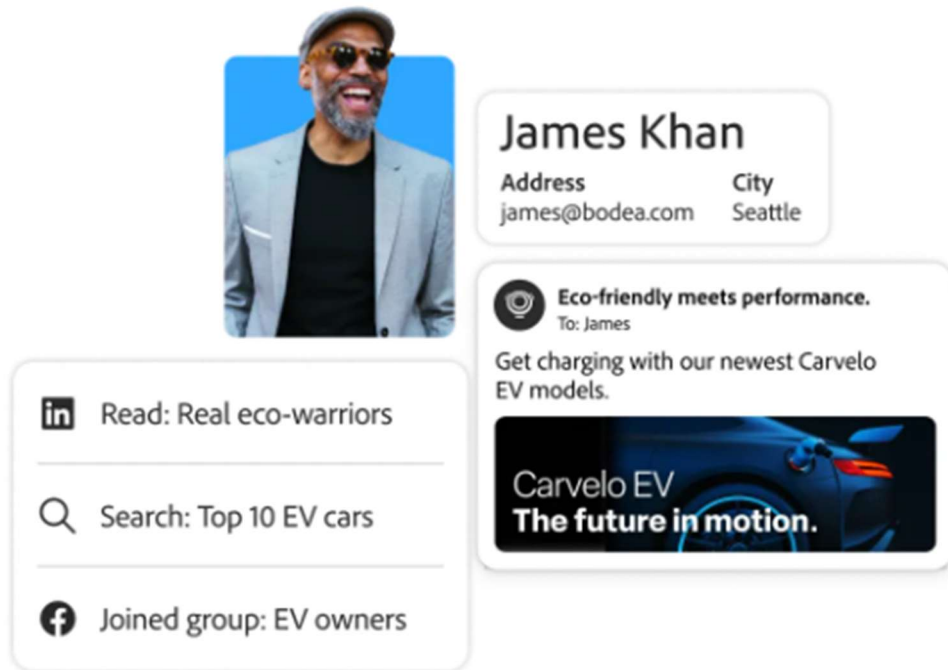 James Khan
Address City
james@bodea.com Seattle
Eco-friendly meets performance.
To: James
Get charging with our newest Carvelo
EV models.
Carvelo EV
The future in motion.
in Read: Real eco-warriors
Search: Top 10 EV cars
f Joined group: EV owners